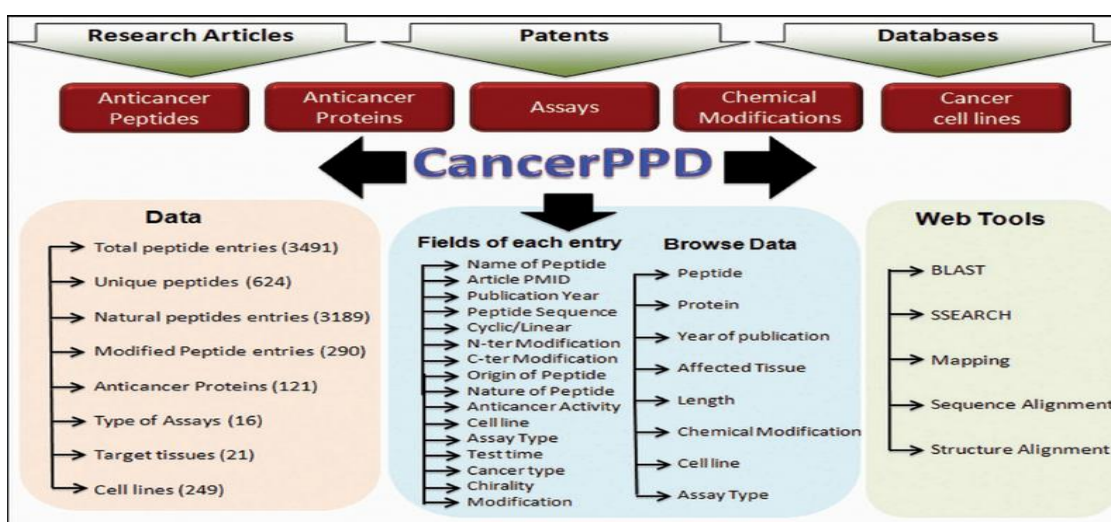 Research Articles
Patents
Databases
Anticancer
Peptides
Anticancer
Proteins
Assays
Chemical
Modifications
Cancer
cell lines
CancerPPD
Data
Total peptide entries (3491)
Unique peptides (624)
Natural peptides entries (3189)
Modified Peptide entries (290)
Anticancer Proteins (121)
Type of Assays (16)
Target tissues (21)
Cell lines (249)
Fields of each entry
Name of Peptide
Article PMID
Publication Year
Peptide Sequence
Cyclic/Linear
N-ter Modification
C-ter Modification
Origin of Peptide
Nature of Peptide
Anticancer Activity
Cell line
Assay Type
Test time
Cancer type
Chirality
Modification
Browse Data
Peptide
Protein
Year of publication
Affected Tissue
Length
Chemical Modification
Cell line
Assay Type
Web Tools
BLAST
SSEARCH
Mapping
Sequence Alignment
Structure Alignment